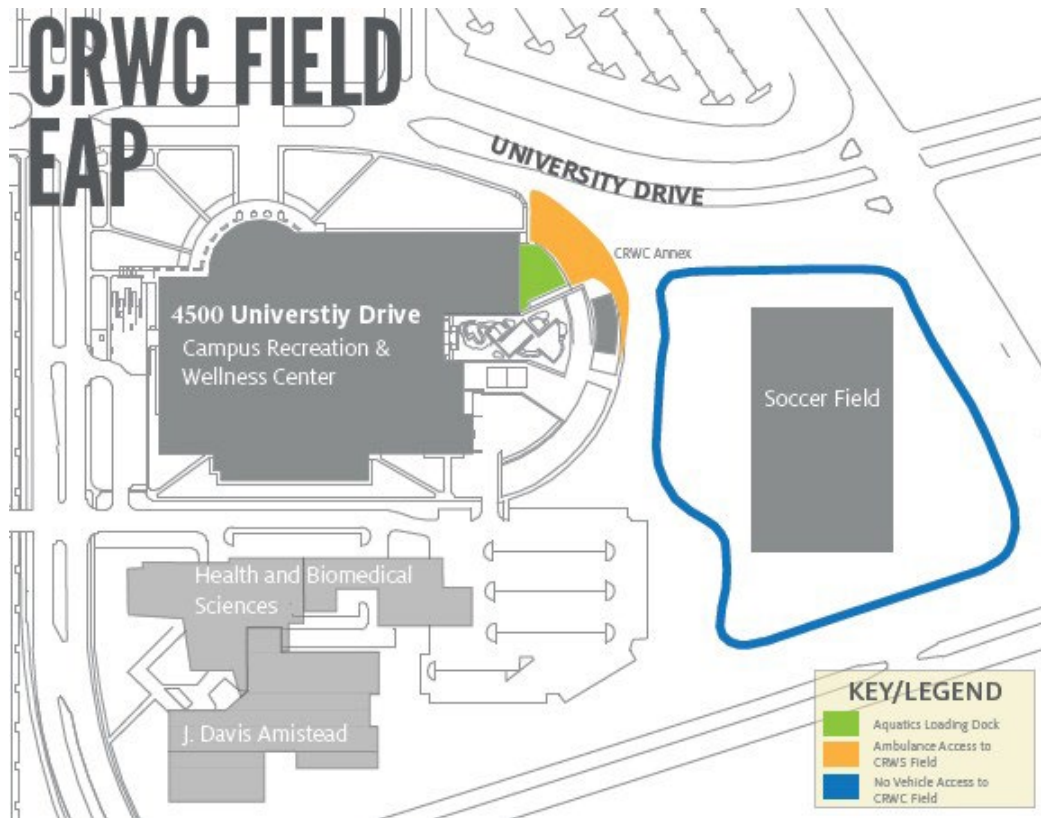 CRWC FIELD
EAP
UNIVERSITY DRIVE
CRWC Annex
4500 Universtiy Drive
Campus Recreation &
Wellness Center
Soccer Field
Health and Biomedical
Sciences
J. Davis Amistead
KEY/LEGEND
Aquatics Loading Dock
Ambulance Access to
CRWS Field
No Vehicle Access to
CRWC Field